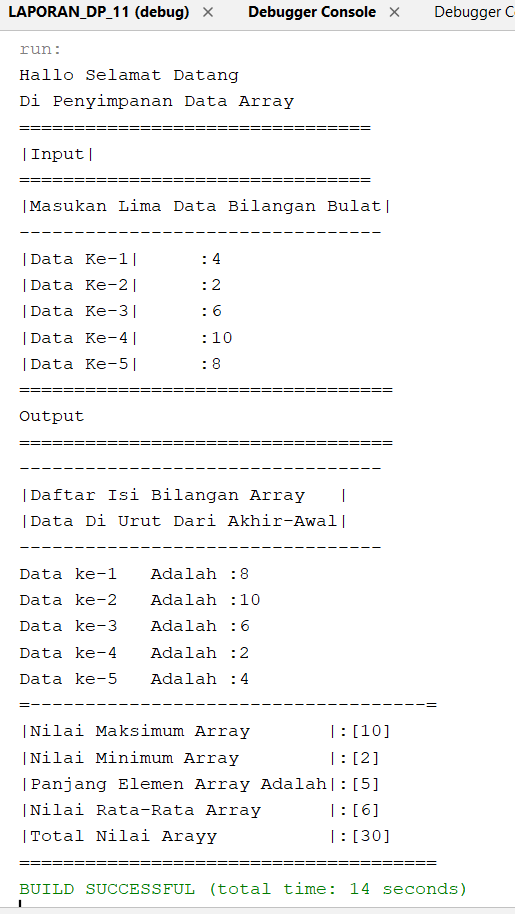 LAPORAN_DP_11 (debug) × Debugger Console × Debugger C
run:
Hallo Selamat Datang
Di Penyimpanan Data Array
================================
|Input|
================================
|Masukan Lima Data Bilangan Bulat|
---------------------------------
|Data Ke-1|      :4
|Data Ke-2|      :2
|Data Ke-3|      :6
|Data Ke-4|      :10
|Data Ke-5|      :8
==================================
Output
==================================
---------------------------------
|Daftar Isi Bilangan Array   |
|Data Di Urut Dari Akhir-Awal|
---------------------------------
Data ke-1   Adalah :8
Data ke-2   Adalah :10
Data ke-3   Adalah :6
Data ke-4   Adalah :2
Data ke-5   Adalah :4
=------------------------------------=
|Nilai Maksimum Array       |:[10]
|Nilai Minimum Array        |:[2]
|Panjang Elemen Array Adalah|:[5]
|Nilai Rata-Rata Array      |:[6]
|Total Nilai Arayy          |:[30]
======================================
BUILD SUCCESSFUL (total time: 14 seconds)